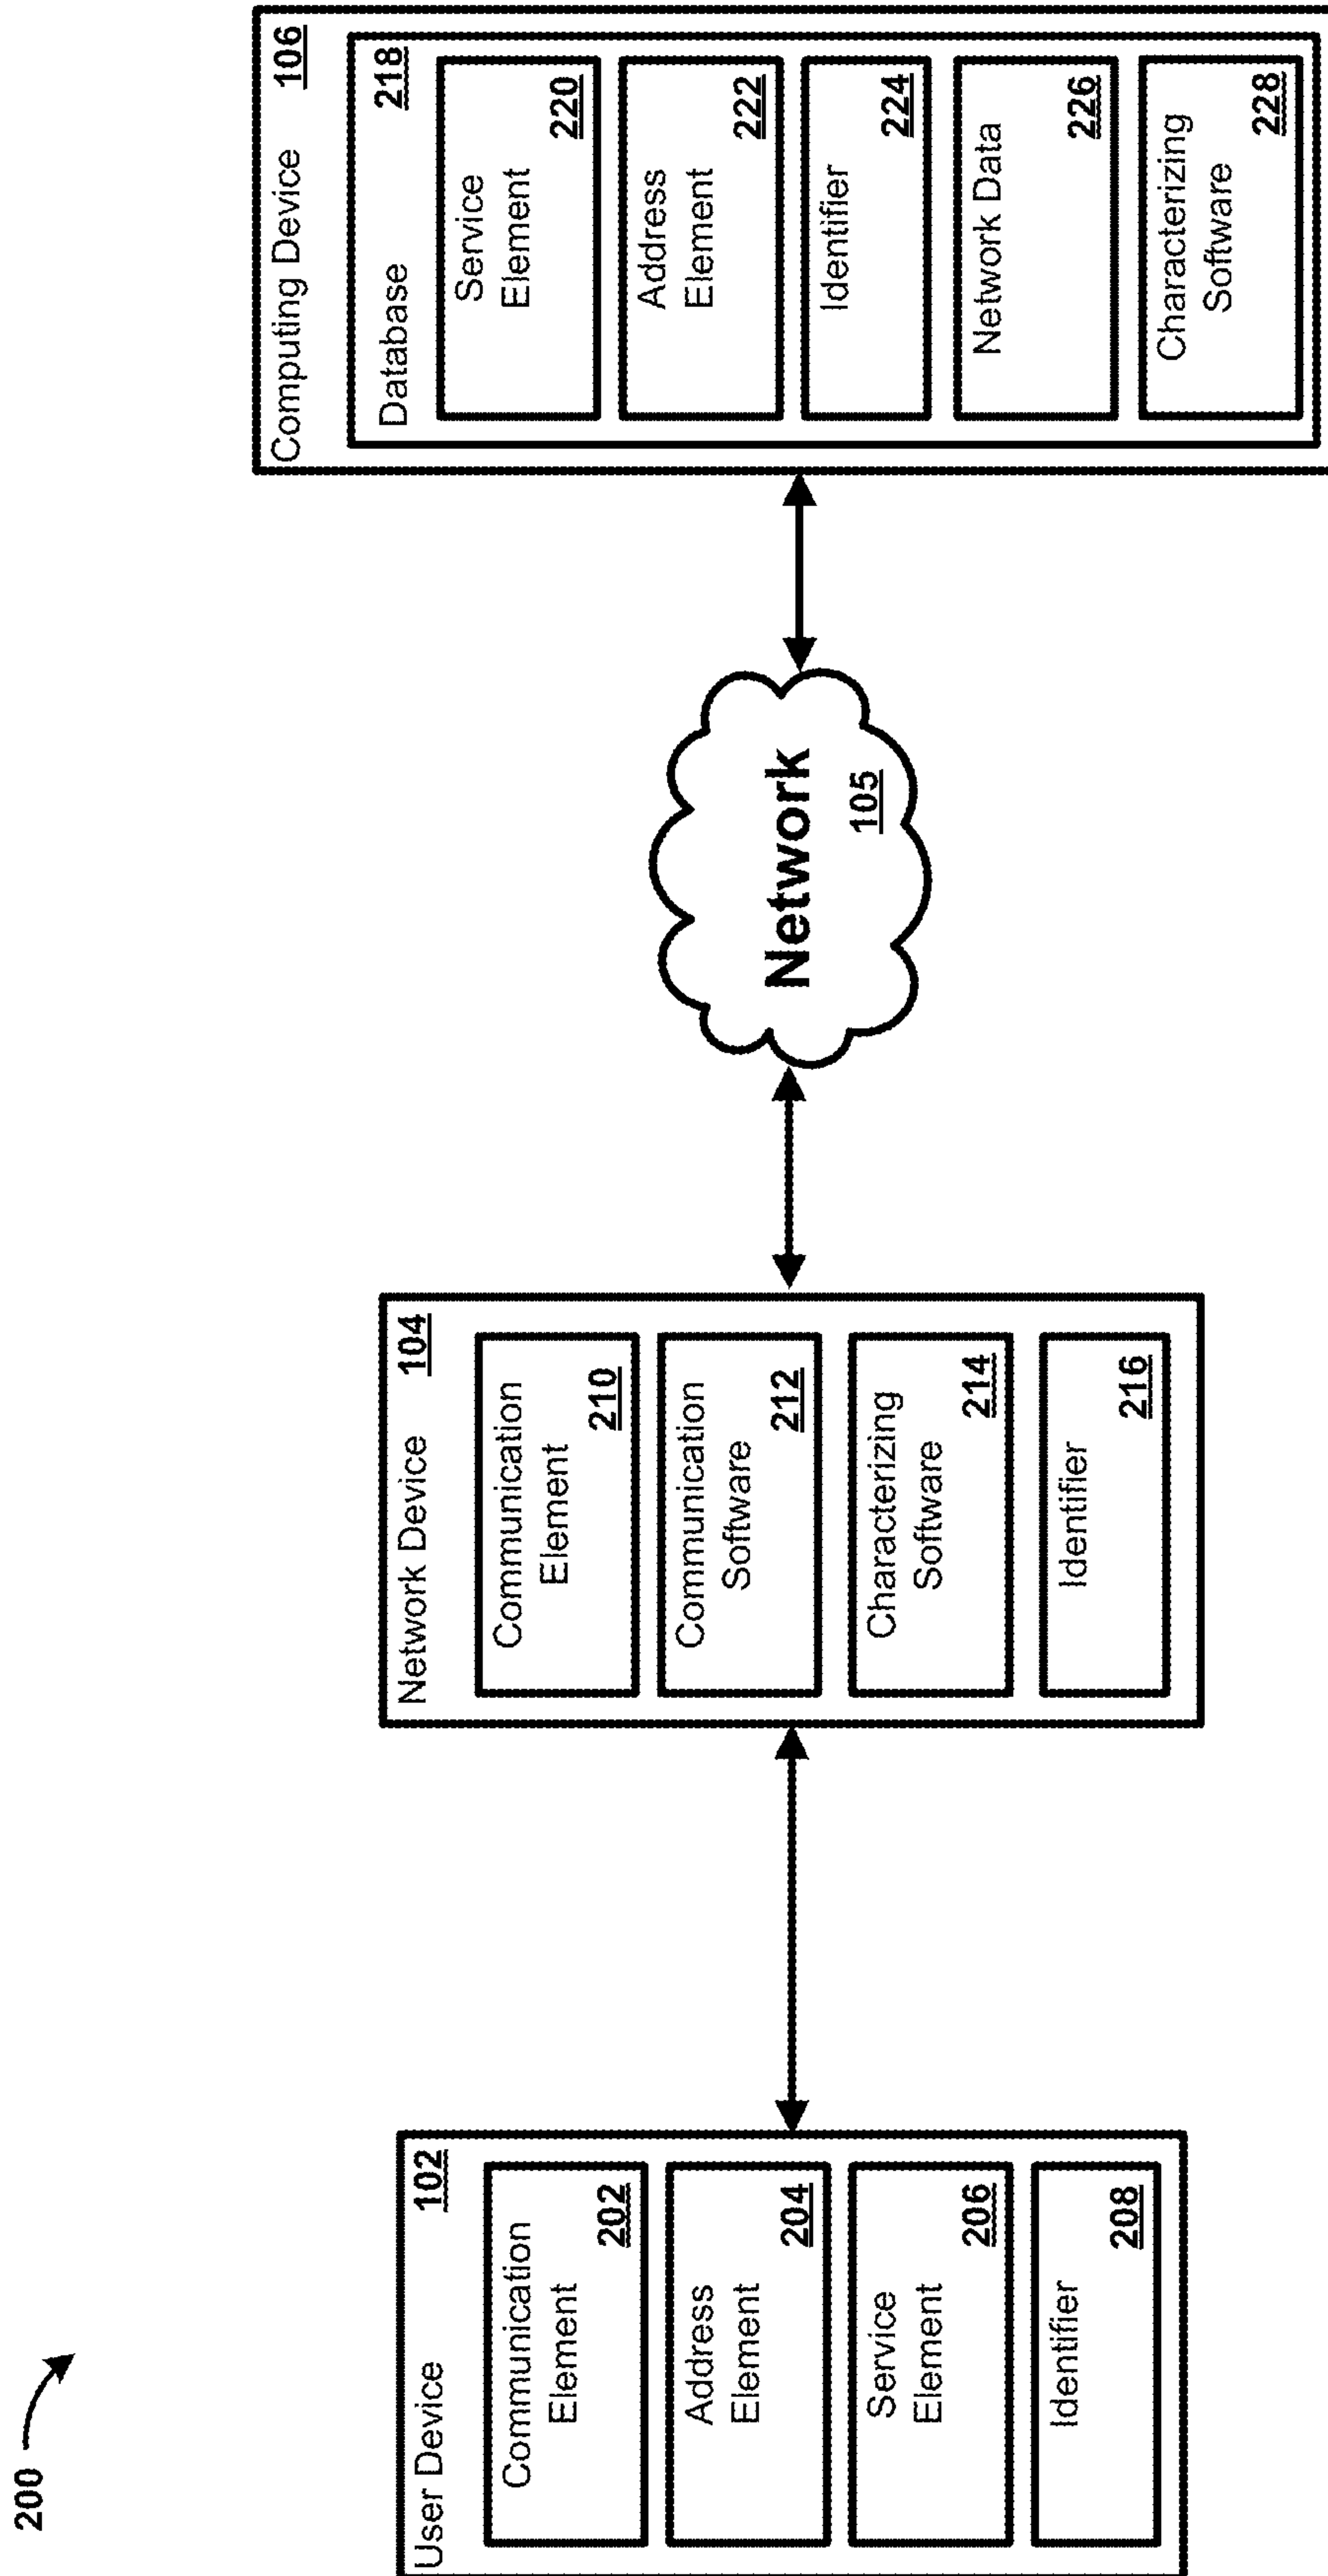 200
User Device 102
Communication
Element
202
Address
Element
204
Service
Element
206
Identifier
208
Network Device 104
Communication
Element
210
Communication
Software
212
Characterizing
Software
214
Identifier
216
Network
105
Computing Device 106
Database 218
Service
Element
220
Address
Element
222
Identifier
224
Network Data
226
Characterizing
Software
228